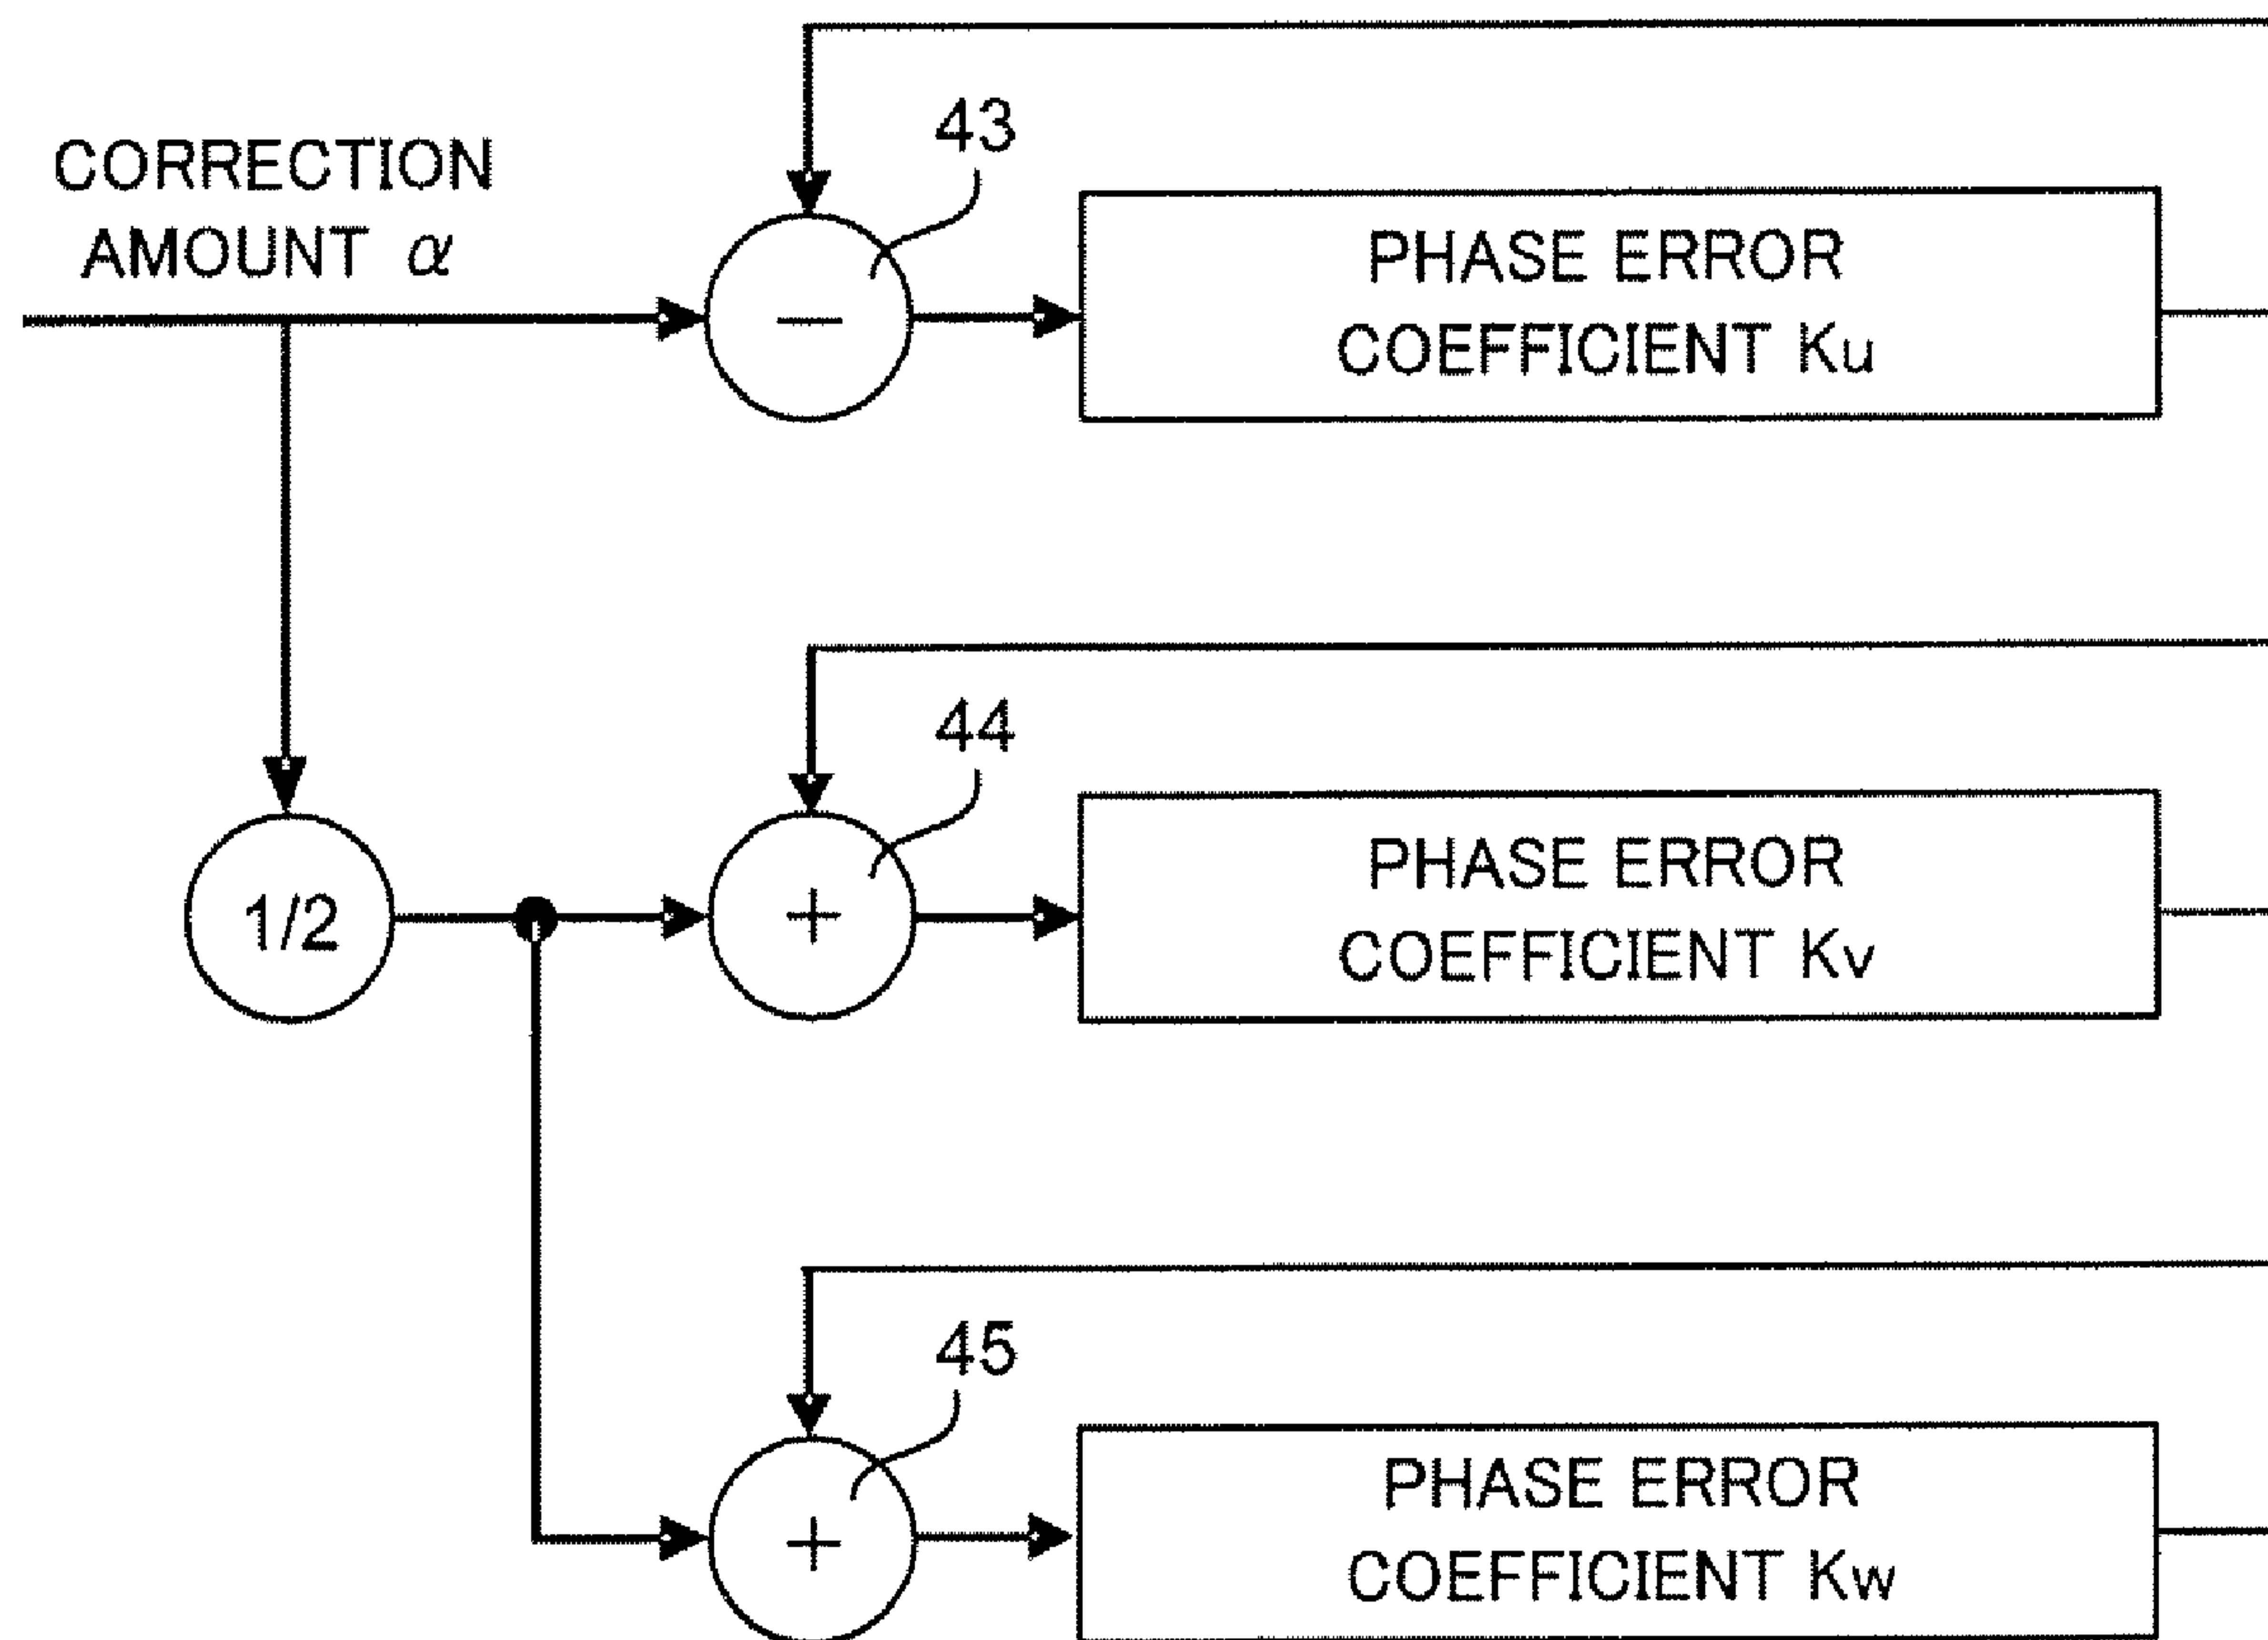 CORRECTION
AMOUNT α
43
−
PHASE ERROR
COEFFICIENT Ku
44
1/2
+
PHASE ERROR
COEFFICIENT Kv
45
+
PHASE ERROR
COEFFICIENT Kw